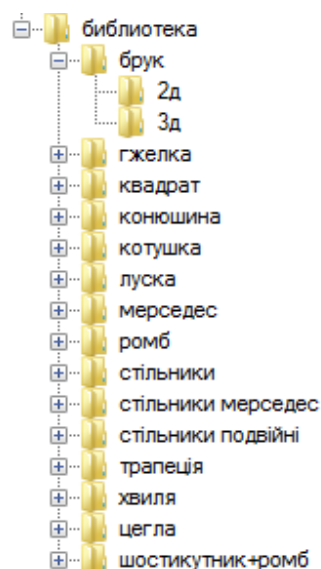 библиотека
брук
2д
3д
гжелка
квадрат
конюшина
котушка
луска
мерседес
ромб
стільники
стільники мерседес
стільники подвійні
трапеція
хвиля
цегла
шостикутник+ромб